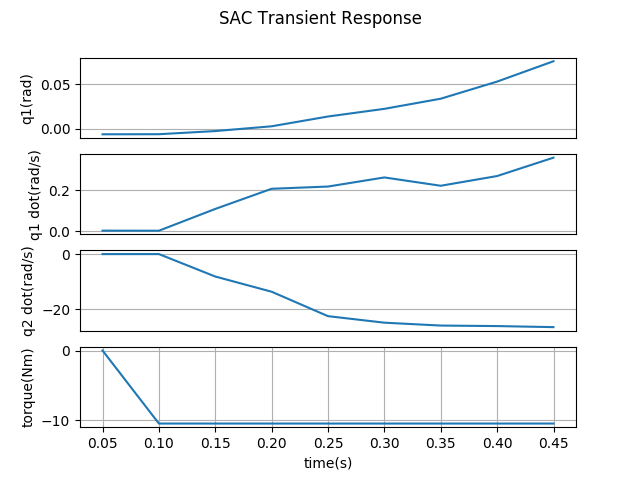 SAC Transient Response
q1(rad)
0.05
0.00
q1 dot(rad/s)
0.2
0.0
q2 dot(rad/s)
0
−20
torque(Nm)
0
−10
0.05 0.10 0.15 0.20 0.25 0.30 0.35 0.40 0.45
time(s)